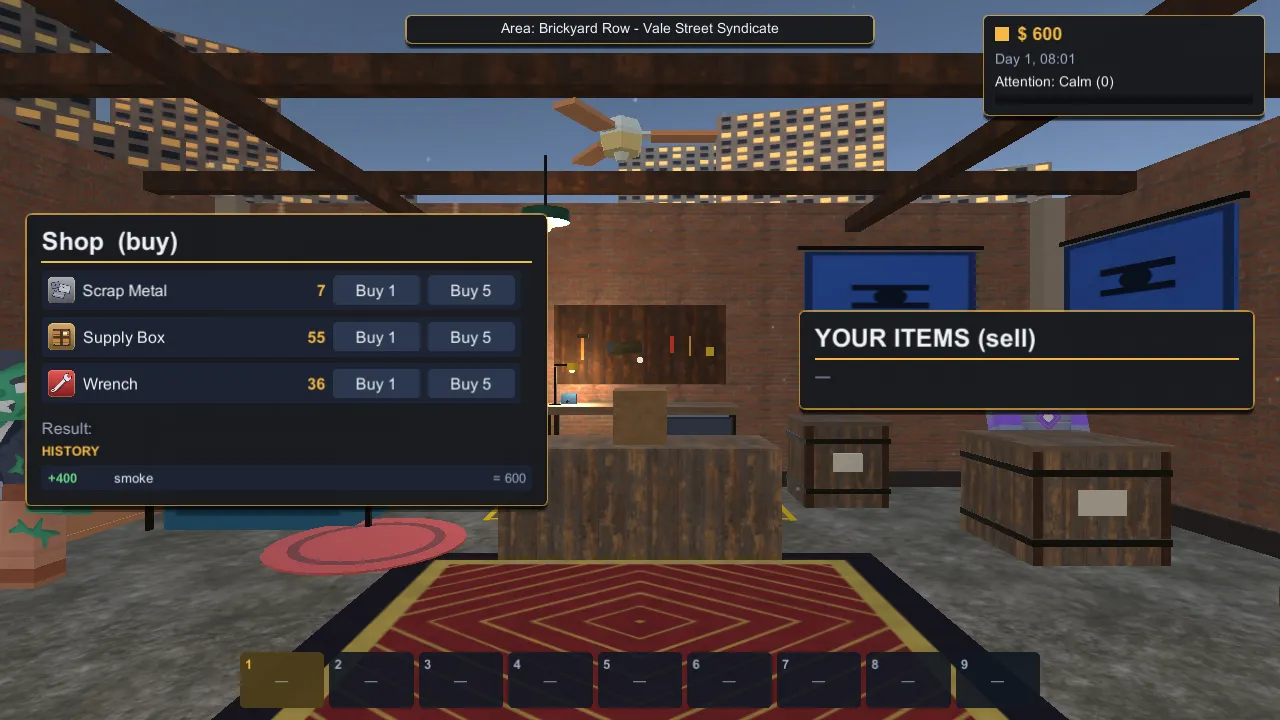 Area: Brickyard Row - Vale Street Syndicate
$ 600
Day 1, 08:01
Attention: Calm (0)
Shop (buy)
Scrap Metal 7 Buy 1 Buy 5
Supply Box 55 Buy 1 Buy 5
Wrench 36 Buy 1 Buy 5
Result:
HISTORY
+400 smoke = 600
YOUR ITEMS (sell)
—
1 2 3 4 5 6 7 8 9
— — — — — — — — —